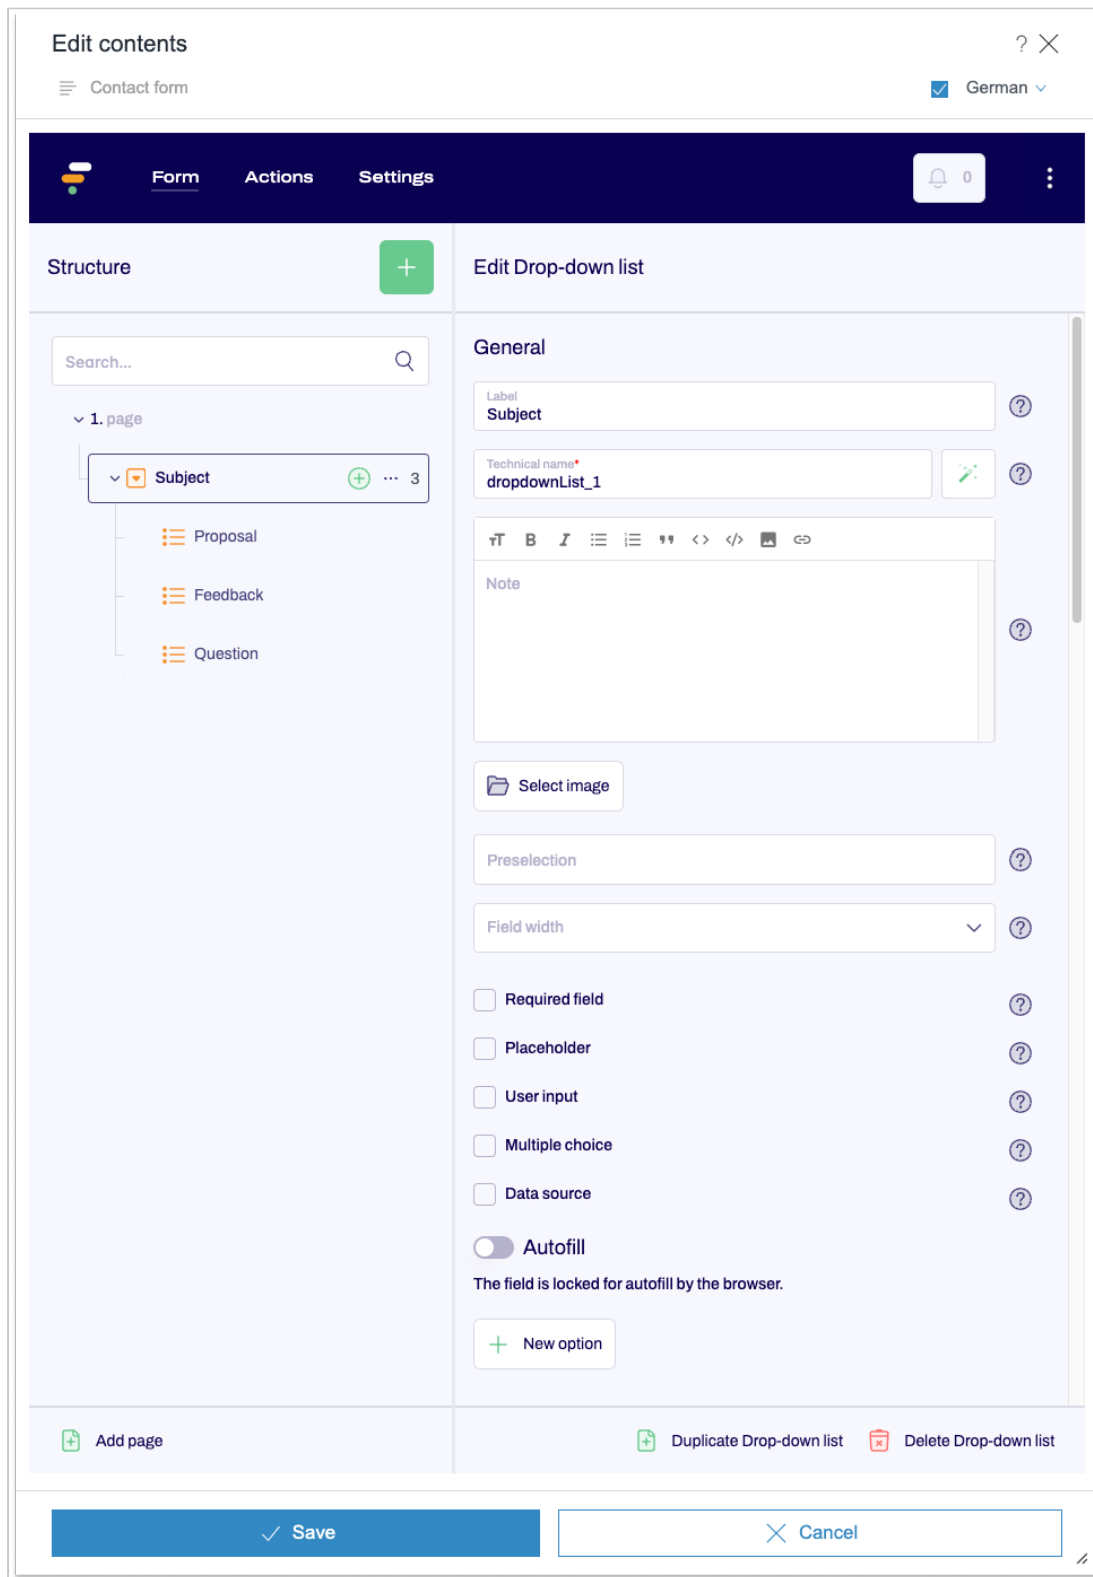 Edit contents
?
Contact form
German
Form Actions Settings
0
Structure
Edit Drop-down list
Search...
1. page
Subject
3
Proposal
Feedback
Question
General
Label
Subject
?
Technical name*
dropdownList_1
?
Note
?
Select image
Preselection
?
Field width
?
Required field
?
Placeholder
?
User input
?
Multiple choice
?
Data source
?
Autofill
The field is locked for autofill by the browser.
New option
Add page
Duplicate Drop-down list
Delete Drop-down list
Save
Cancel